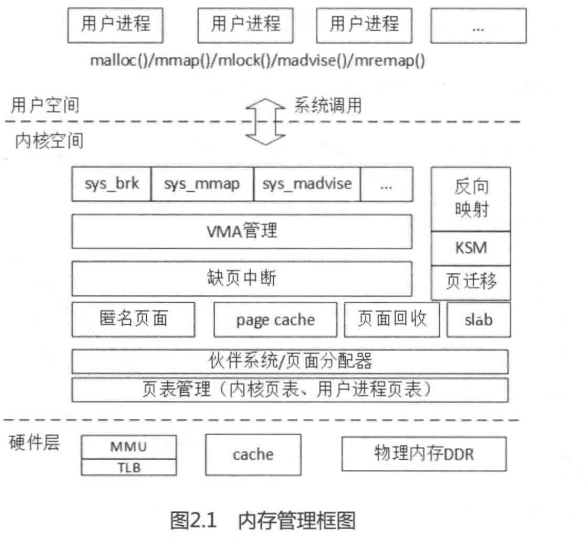 用户进程 用户进程 用户进程 ...
malloc()/mmap()/mlock()/madvise()/mremap()
用户空间 系统调用
内核空间
sys_brk sys_mmap sys_madvise ... 反向
映射
VMA管理
KSM
缺页中断 页迁移
匿名页面 page cache 页面回收 slab
伙伴系统/页面分配器
页表管理（内核页表、用户进程页表）
硬件层 MMU cache 物理内存DDR
TLB
图2.1 内存管理框图